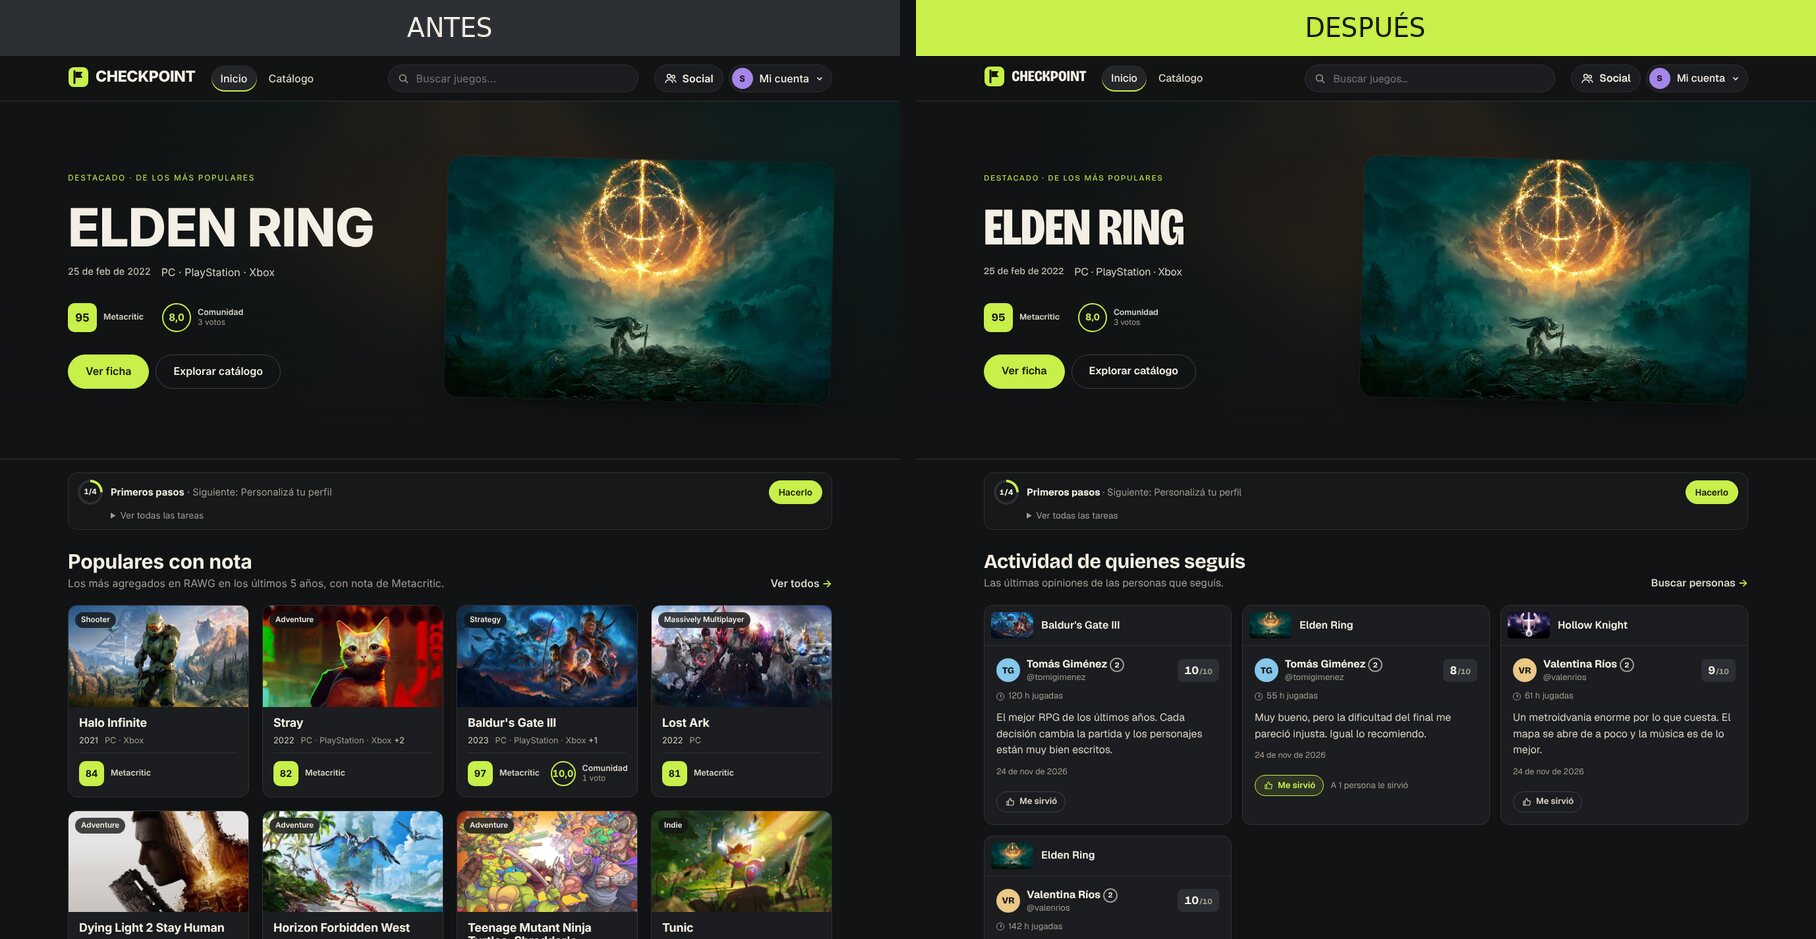 ANTES
CHECKPOINT
Inicio
Catálogo
Buscar juegos...
Social
S
Mi cuenta
DESTACADO · DE LOS MÁS POPULARES
ELDEN RING
25 de feb de 2022 PC · PlayStation · Xbox
95 Metacritic
8,0 Comunidad
3 votos
Ver ficha
Explorar catálogo
1/4 Primeros pasos · Siguiente: Personalizá tu perfil
Hacerlo
▶ Ver todas las tareas
Populares con nota
Los más agregados en RAWG en los últimos 5 años, con nota de Metacritic.
Ver todos →
Shooter
Halo Infinite
2021 PC · Xbox
84 Metacritic
Adventure
Stray
2022 PC · PlayStation · Xbox +2
82 Metacritic
Strategy
Baldur's Gate III
2023 PC · PlayStation · Xbox +1
97 Metacritic
10,0 Comunidad
1 voto
Massively Multiplayer
Lost Ark
2022 PC
81 Metacritic
Adventure
Dying Light 2 Stay Human
Adventure
Horizon Forbidden West
Adventure
Teenage Mutant Ninja
Turtles: Shredder's
Indie
Tunic
DESPUÉS
CHECKPOINT
Inicio
Catálogo
Buscar juegos...
Social
S
Mi cuenta
DESTACADO · DE LOS MÁS POPULARES
ELDEN RING
25 de feb de 2022 PC · PlayStation · Xbox
95 Metacritic
8,0 Comunidad
3 votos
Ver ficha
Explorar catálogo
1/4 Primeros pasos · Siguiente: Personalizá tu perfil
Hacerlo
▶ Ver todas las tareas
Actividad de quienes seguís
Las últimas opiniones de las personas que seguís.
Buscar personas →
Baldur's Gate III
TG Tomás Giménez 2
@tomigimenez
10/10
120 h jugadas
El mejor RPG de los últimos años. Cada
decisión cambia la partida y los personajes
están muy bien escritos.
24 de nov de 2026
Me sirvió
Elden Ring
TG Tomás Giménez 2
@tomigimenez
8/10
55 h jugadas
Muy bueno, pero la dificultad del final me
pareció injusta. Igual lo recomiendo.
24 de nov de 2026
Me sirvió
A 1 persona le sirvió
Hollow Knight
VR Valentina Ríos 2
@valenrios
9/10
61 h jugadas
Un metroidvania enorme por lo que cuesta. El
mapa se abre de a poco y la música es de lo
mejor.
24 de nov de 2026
Me sirvió
Elden Ring
VR Valentina Ríos 2
@valenrios
10/10
142 h jugadas